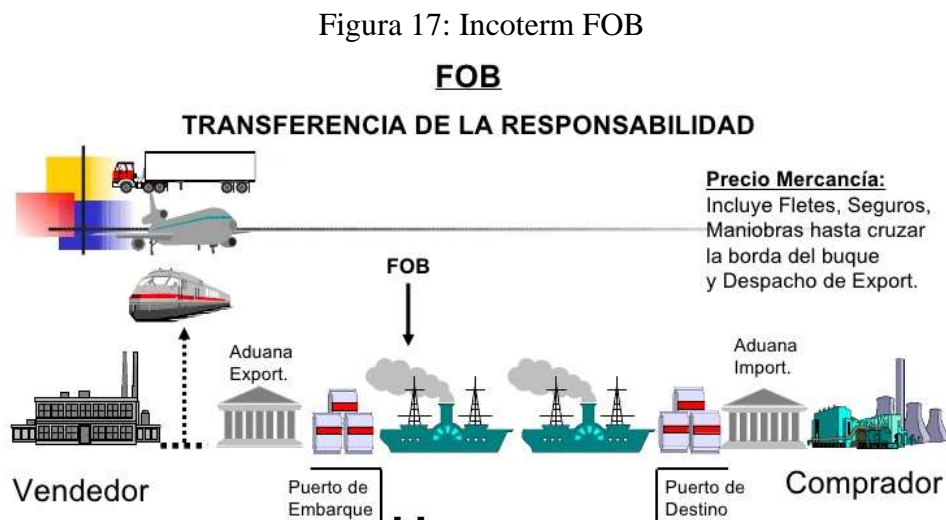 Figura 17: Incoterm FOB
FOB
TRANSFERENCIA DE LA RESPONSABILIDAD
Precio Mercancía:
Incluye Fletes, Seguros,
Maniobras hasta cruzar
la borda del buque
y Despacho de Export.
FOB
Aduana
Export.
Aduana
Import.
Vendedor
Puerto de
Embarque
Puerto de
Destino
Comprador